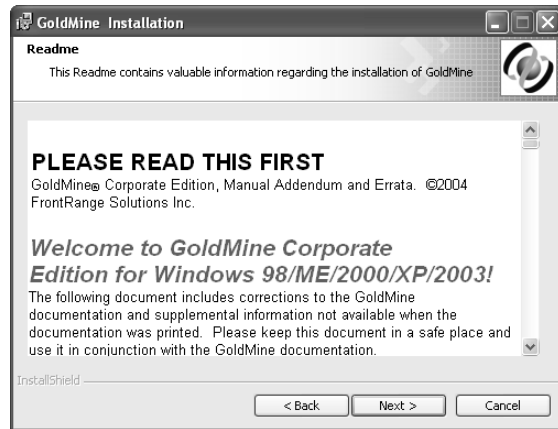 GoldMine Installation
Readme
This Readme contains valuable information regarding the installation of GoldMine
PLEASE READ THIS FIRST
GoldMine® Corporate Edition, Manual Addendum and Errata. ©2004
FrontRange Solutions Inc.
Welcome to GoldMine Corporate
Edition for Windows 98/ME/2000/XP/2003!
The following document includes corrections to the GoldMine
documentation and supplemental information not available when the
documentation was printed. Please keep this document in a safe place and
use it in conjunction with the GoldMine documentation.
InstallShield
< Back
Next >
Cancel